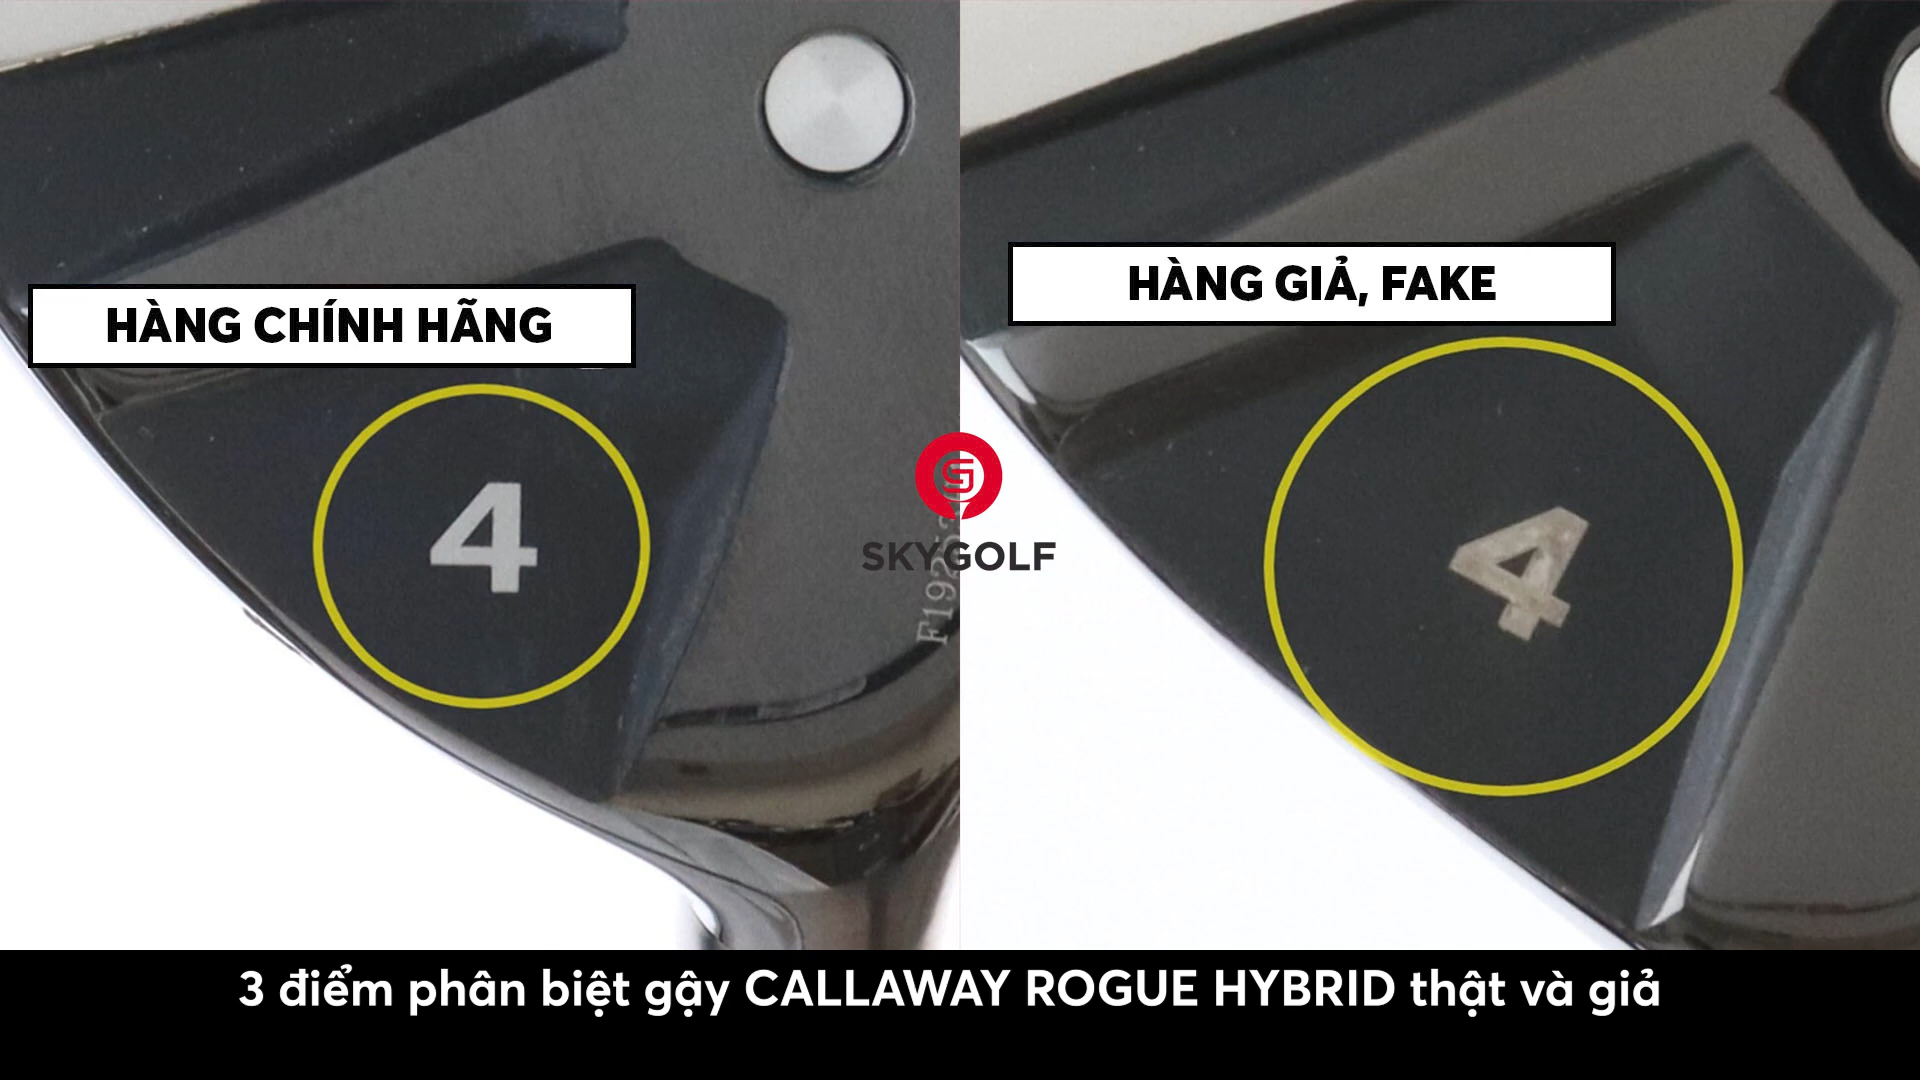 HÀNG CHÍNH HÃNG
HÀNG GIẢ, FAKE
4
4
SKYGOLF
3 điểm phân biệt gậy CALLAWAY ROGUE HYBRID thật và giả